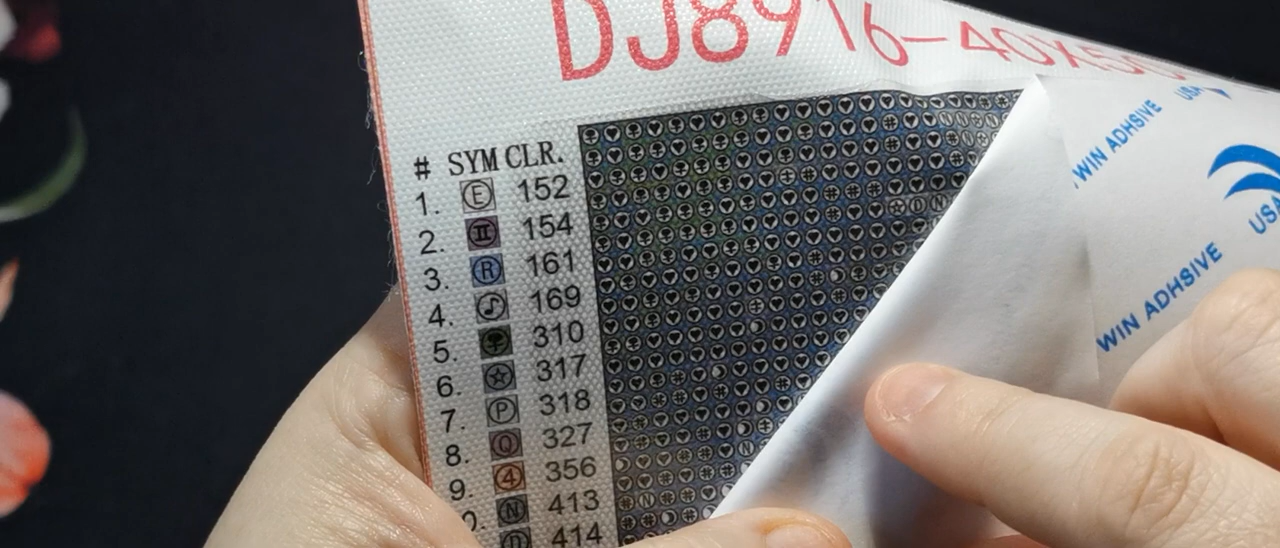 DJ8916-40X50
# SYM CLR.
1. E 152
2. 154
3. R 161
4. ♪ 169
5. 310
6. ☆ 317
7. P 318
8. Q 327
9. 4 356
0. N 413
D 414
WIN ADHSIVE USA
WIN ADHSIVE USA